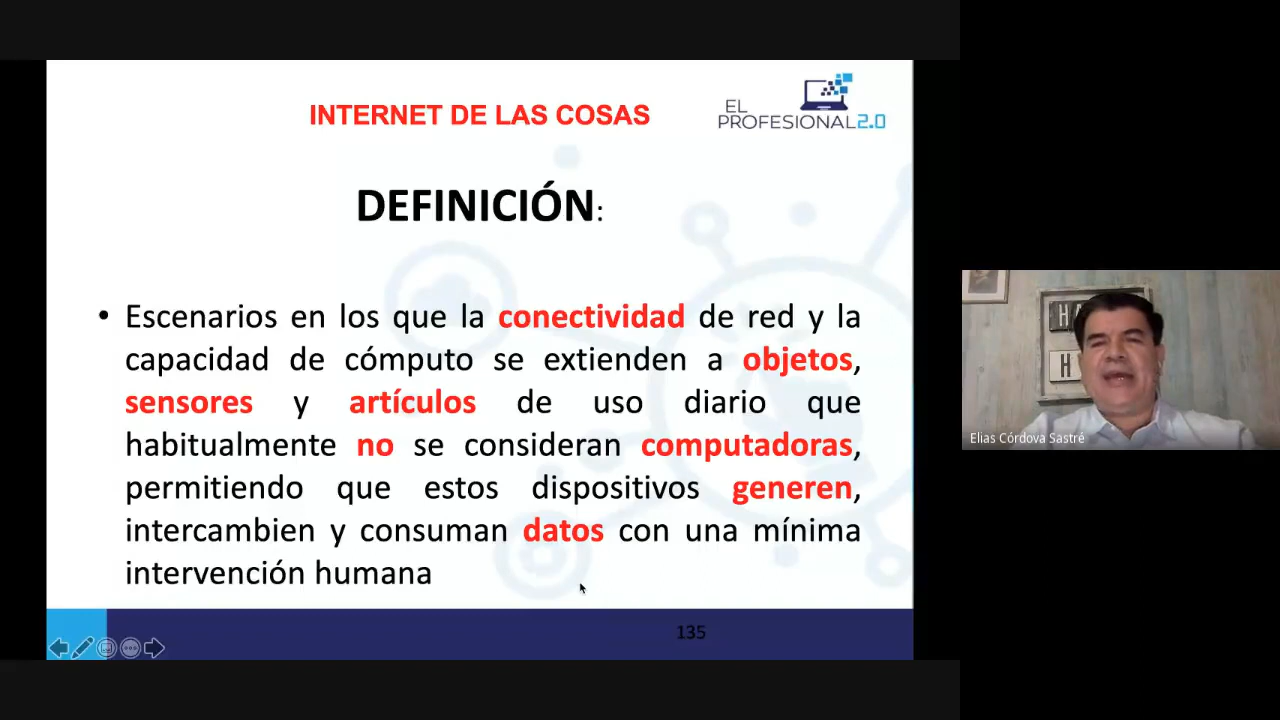 INTERNET DE LAS COSAS
EL
PROFESIONAL2.0
DEFINICIÓN:
• Escenarios en los que la conectividad de red y la
capacidad de cómputo se extienden a objetos,
sensores y artículos de uso diario que
habitualmente no se consideran computadoras,
permitiendo que estos dispositivos generen,
intercambien y consuman datos con una mínima
intervención humana
135
HA
H
Elias Córdova Sastré